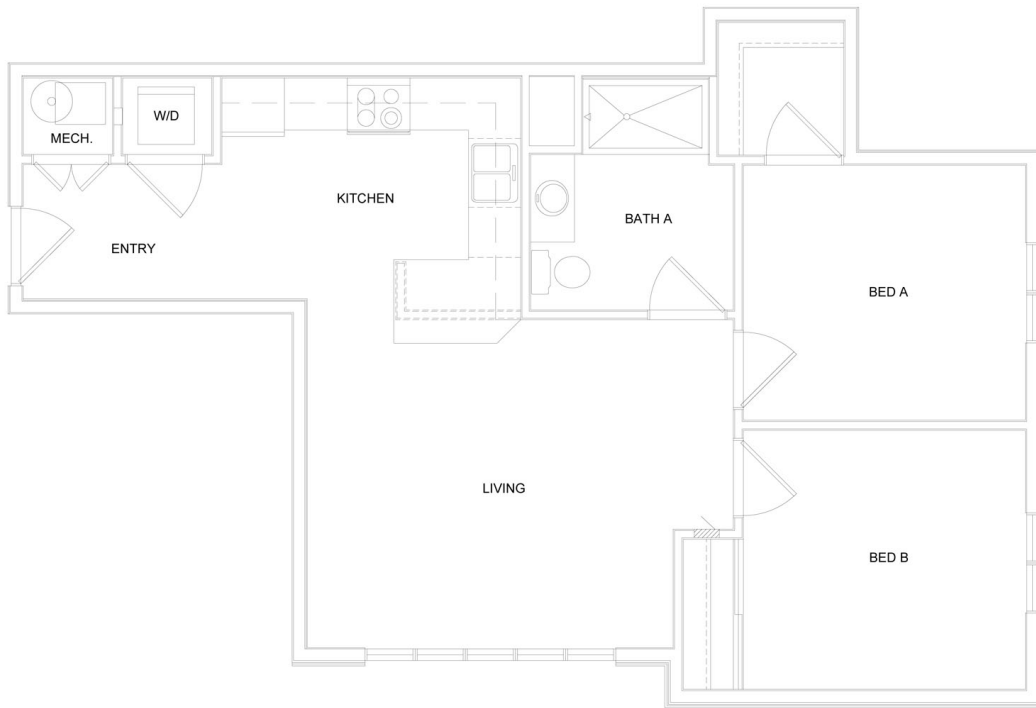 W/D
MECH.
KITCHEN
BATH A
ENTRY
BED A
LIVING
BED B